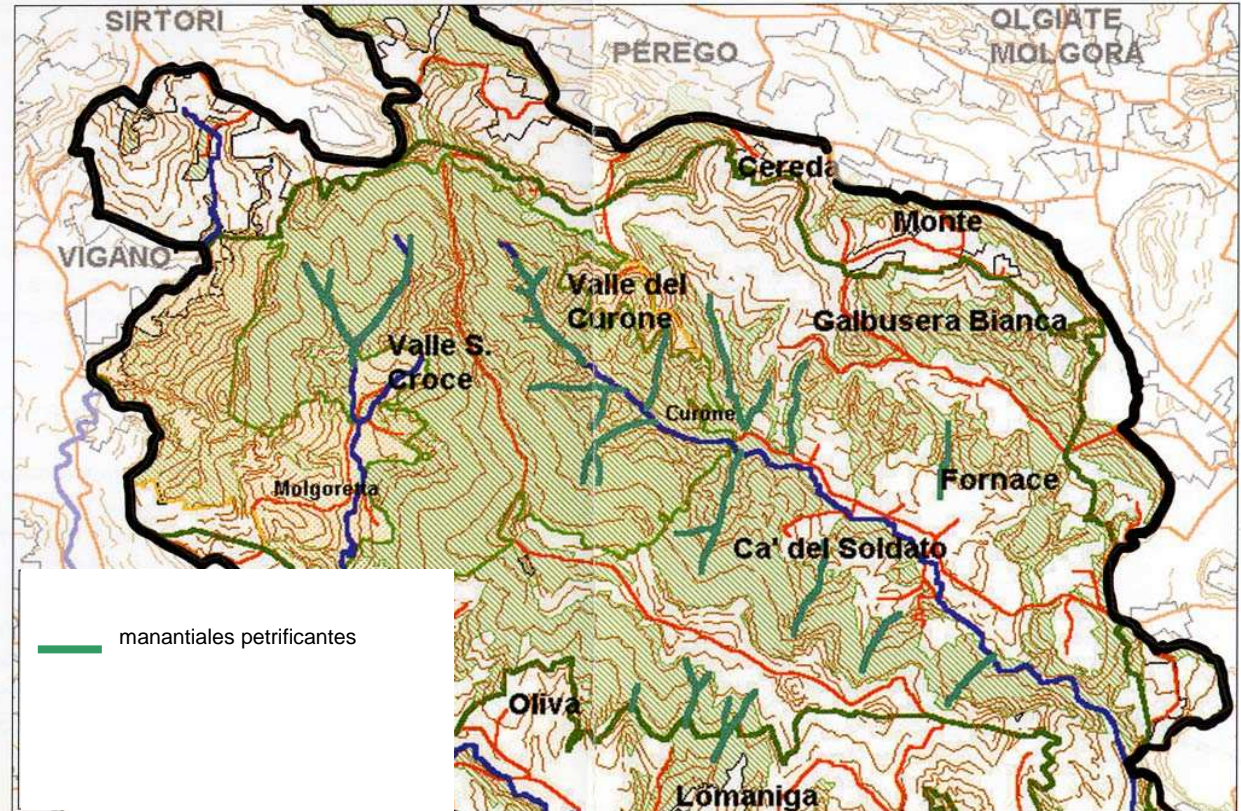 SIRTORI
OLGIATE
MOLGORA
PEREGO
Cereda
Monte
VIGANO'
Valle del
Curone
Galbusera Bianca
Valle S.
Croce
Curone
Molgoretta
Fornace
Ca' del Soldato
manantiales petrificantes
Oliva
Lomaniga